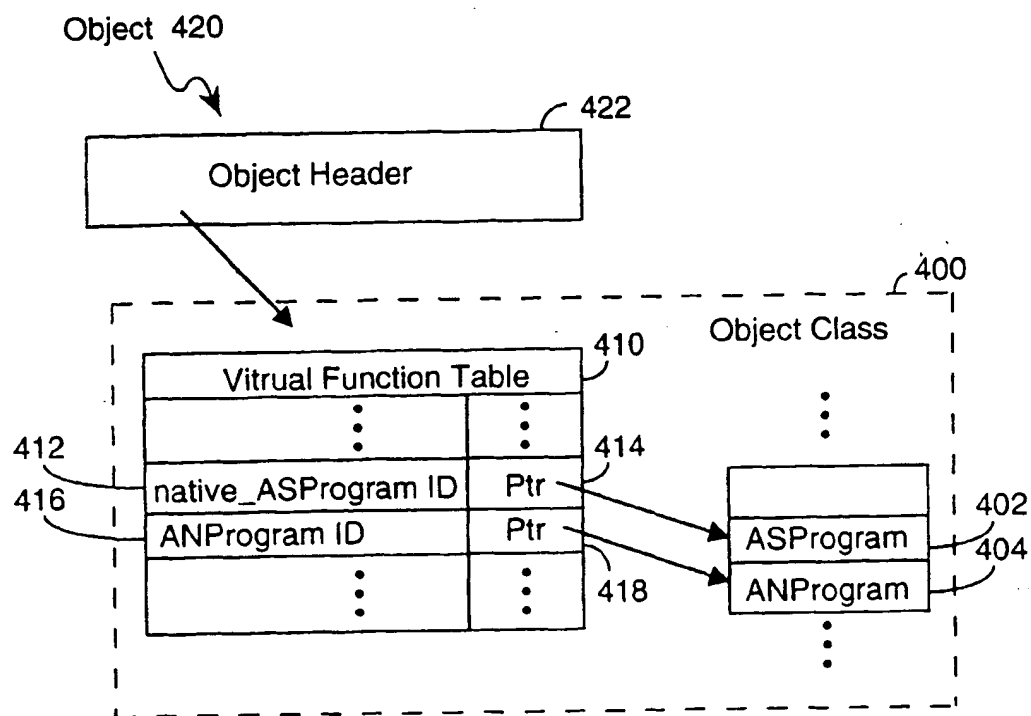 Object 420
422
Object Header
400
Object Class
410
Vitrual Function Table
412
414
native_ASProgram ID
Ptr
416
ANProgram ID
Ptr
418
402
ASProgram
404
ANProgram